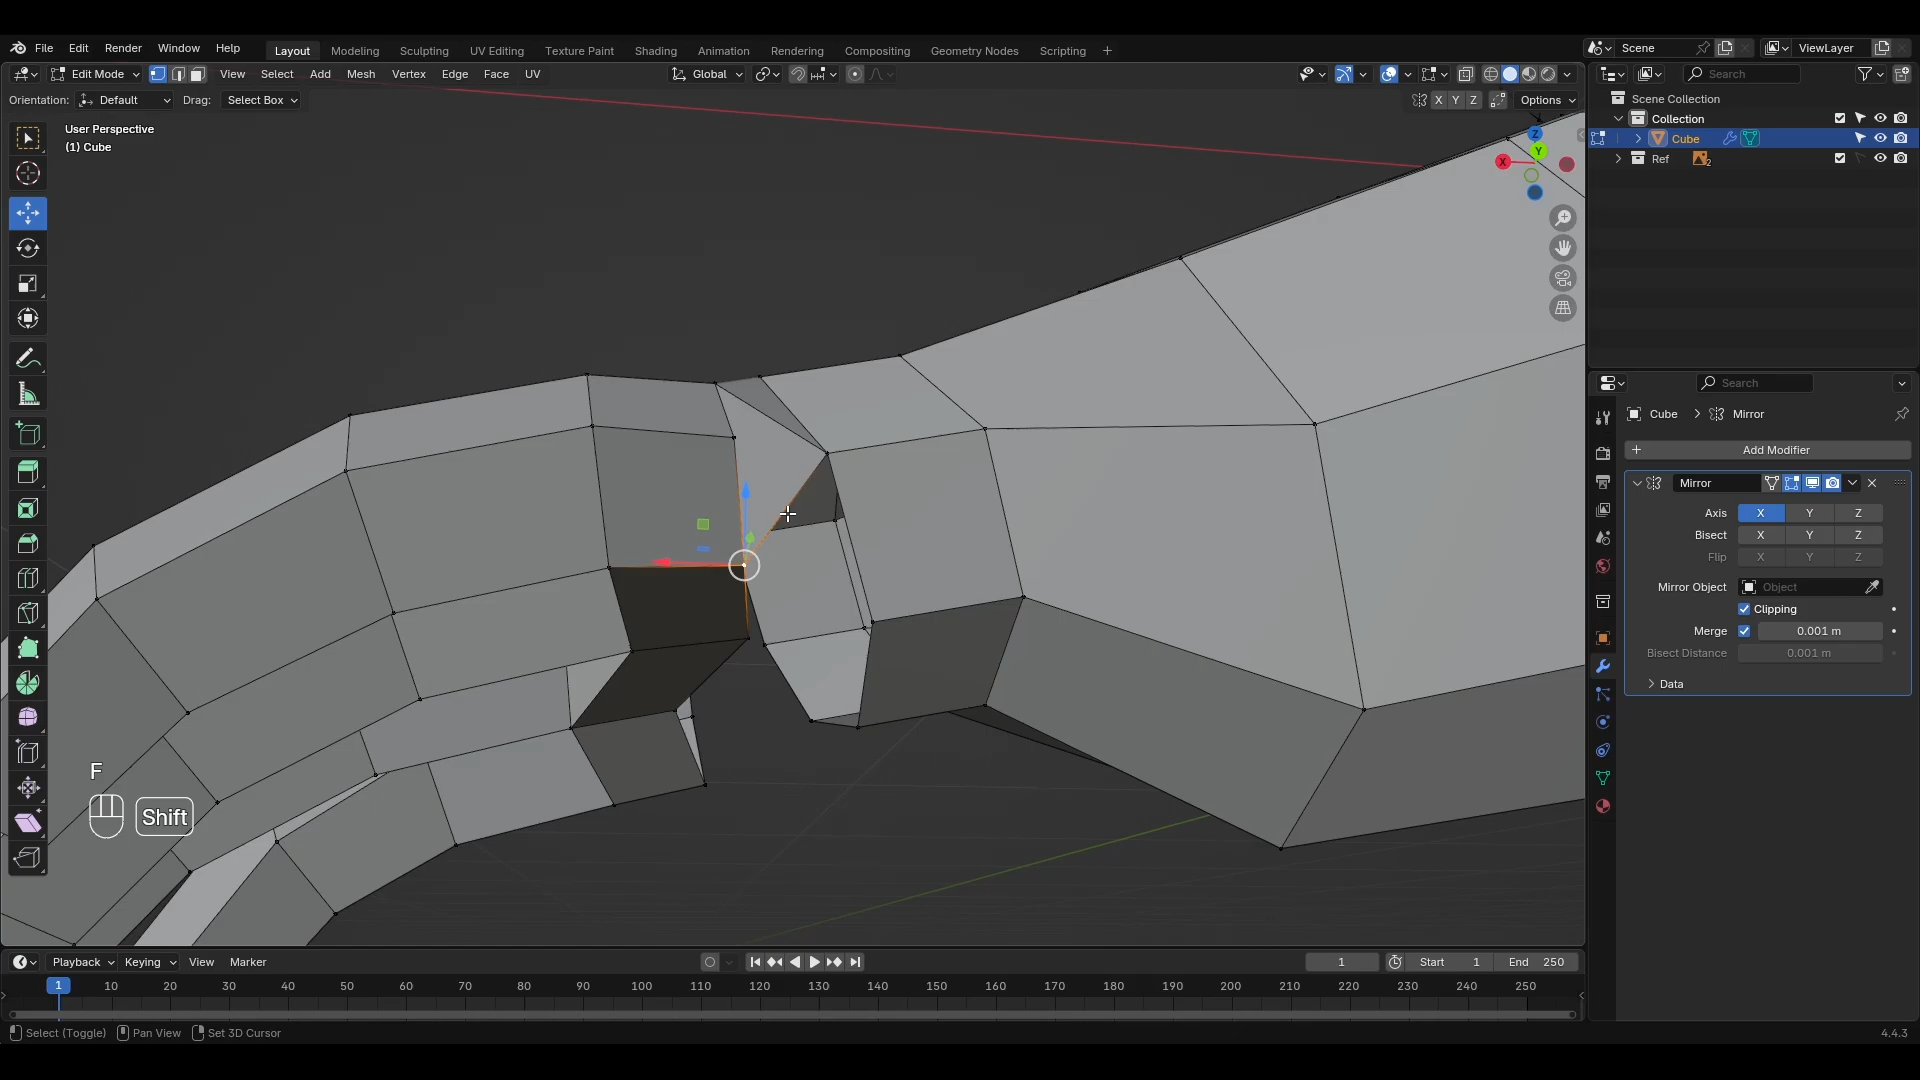 File Edit Render Window Help Layout Modeling Sculpting UV Editing Texture Paint Shading Animation Rendering Compositing Geometry Nodes Scripting + Scene ViewLayer
Edit Mode View Select Add Mesh Vertex Edge Face UV Global Search
Orientation: Default Drag: Select Box X Y Z Options
Scene Collection
Collection
Cube
Ref 2
User Perspective
(1) Cube
Z
Y
X
Search
Cube > Mirror
+ Add Modifier
Mirror
Axis X Y Z
Bisect X Y Z
Flip X Y Z
Mirror Object Object
Clipping
Merge 0.001 m
Bisect Distance 0.001 m
Data
F
Shift
Playback Keying View Marker 1 Start 1 End 250
1 10 20 30 40 50 60 70 80 90 100 110 120 130 140 150 160 170 180 190 200 210 220 230 240 250
Select (Toggle) Pan View Set 3D Cursor 4.4.3